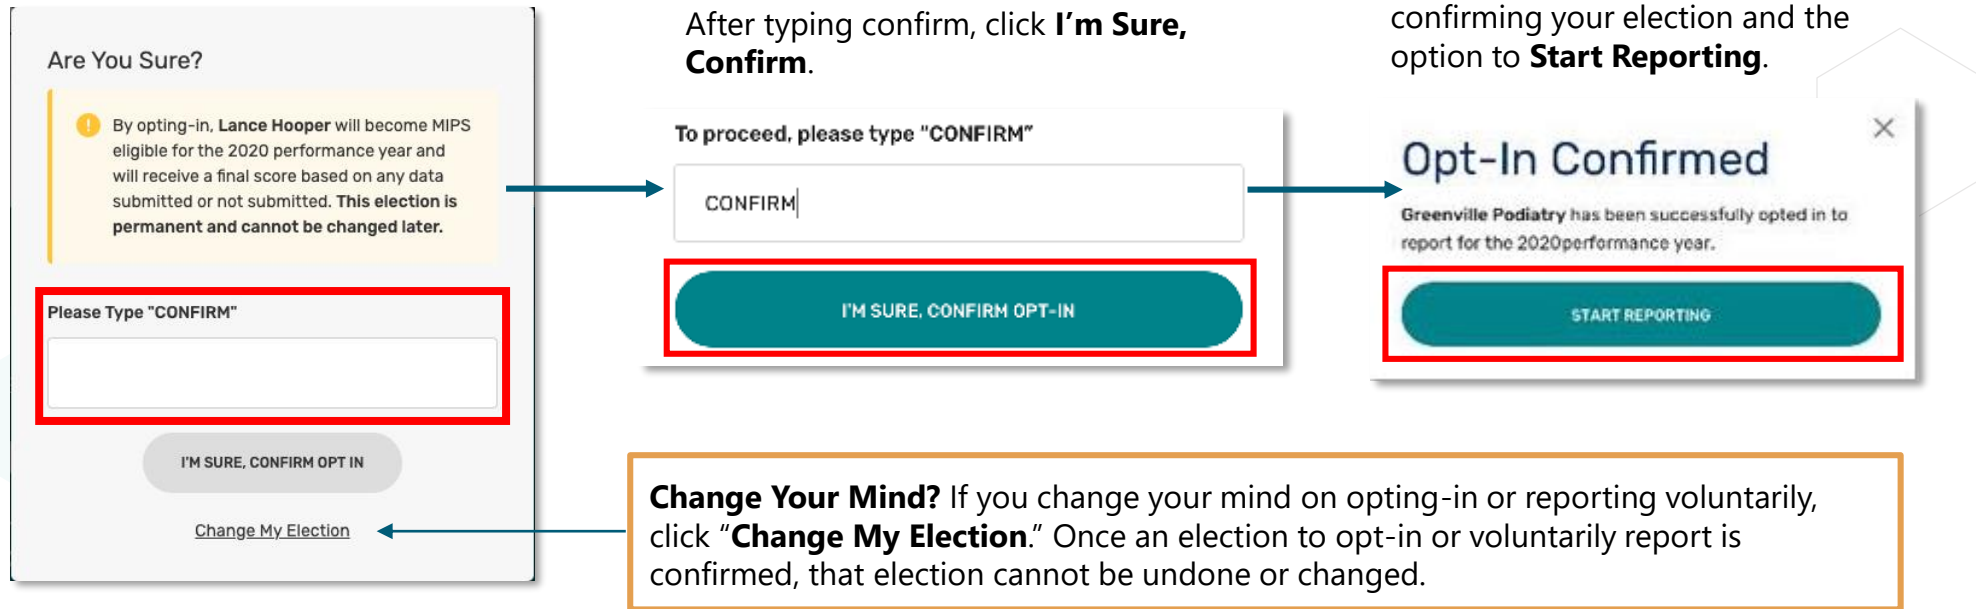 Are You Sure?
By opting-in, Lance Hooper will become MIPS
eligible for the 2020 performance year and
will receive a final score based on any data
submitted or not submitted. This election is
permanent and cannot be changed later.
Please Type "CONFIRM"
I'M SURE, CONFIRM OPT IN
Change My Election
After typing confirm, click I’m Sure,
Confirm.
To proceed, please type "CONFIRM"
CONFIRM
I'M SURE, CONFIRM OPT-IN
confirming your election and the
option to Start Reporting.
Opt-In Confirmed
Greenville Podiatry has been successfully opted in to
report for the 2020performance year.
START REPORTING
Change Your Mind? If you change your mind on opting-in or reporting voluntarily,
click “Change My Election.” Once an election to opt-in or voluntarily report is
confirmed, that election cannot be undone or changed.